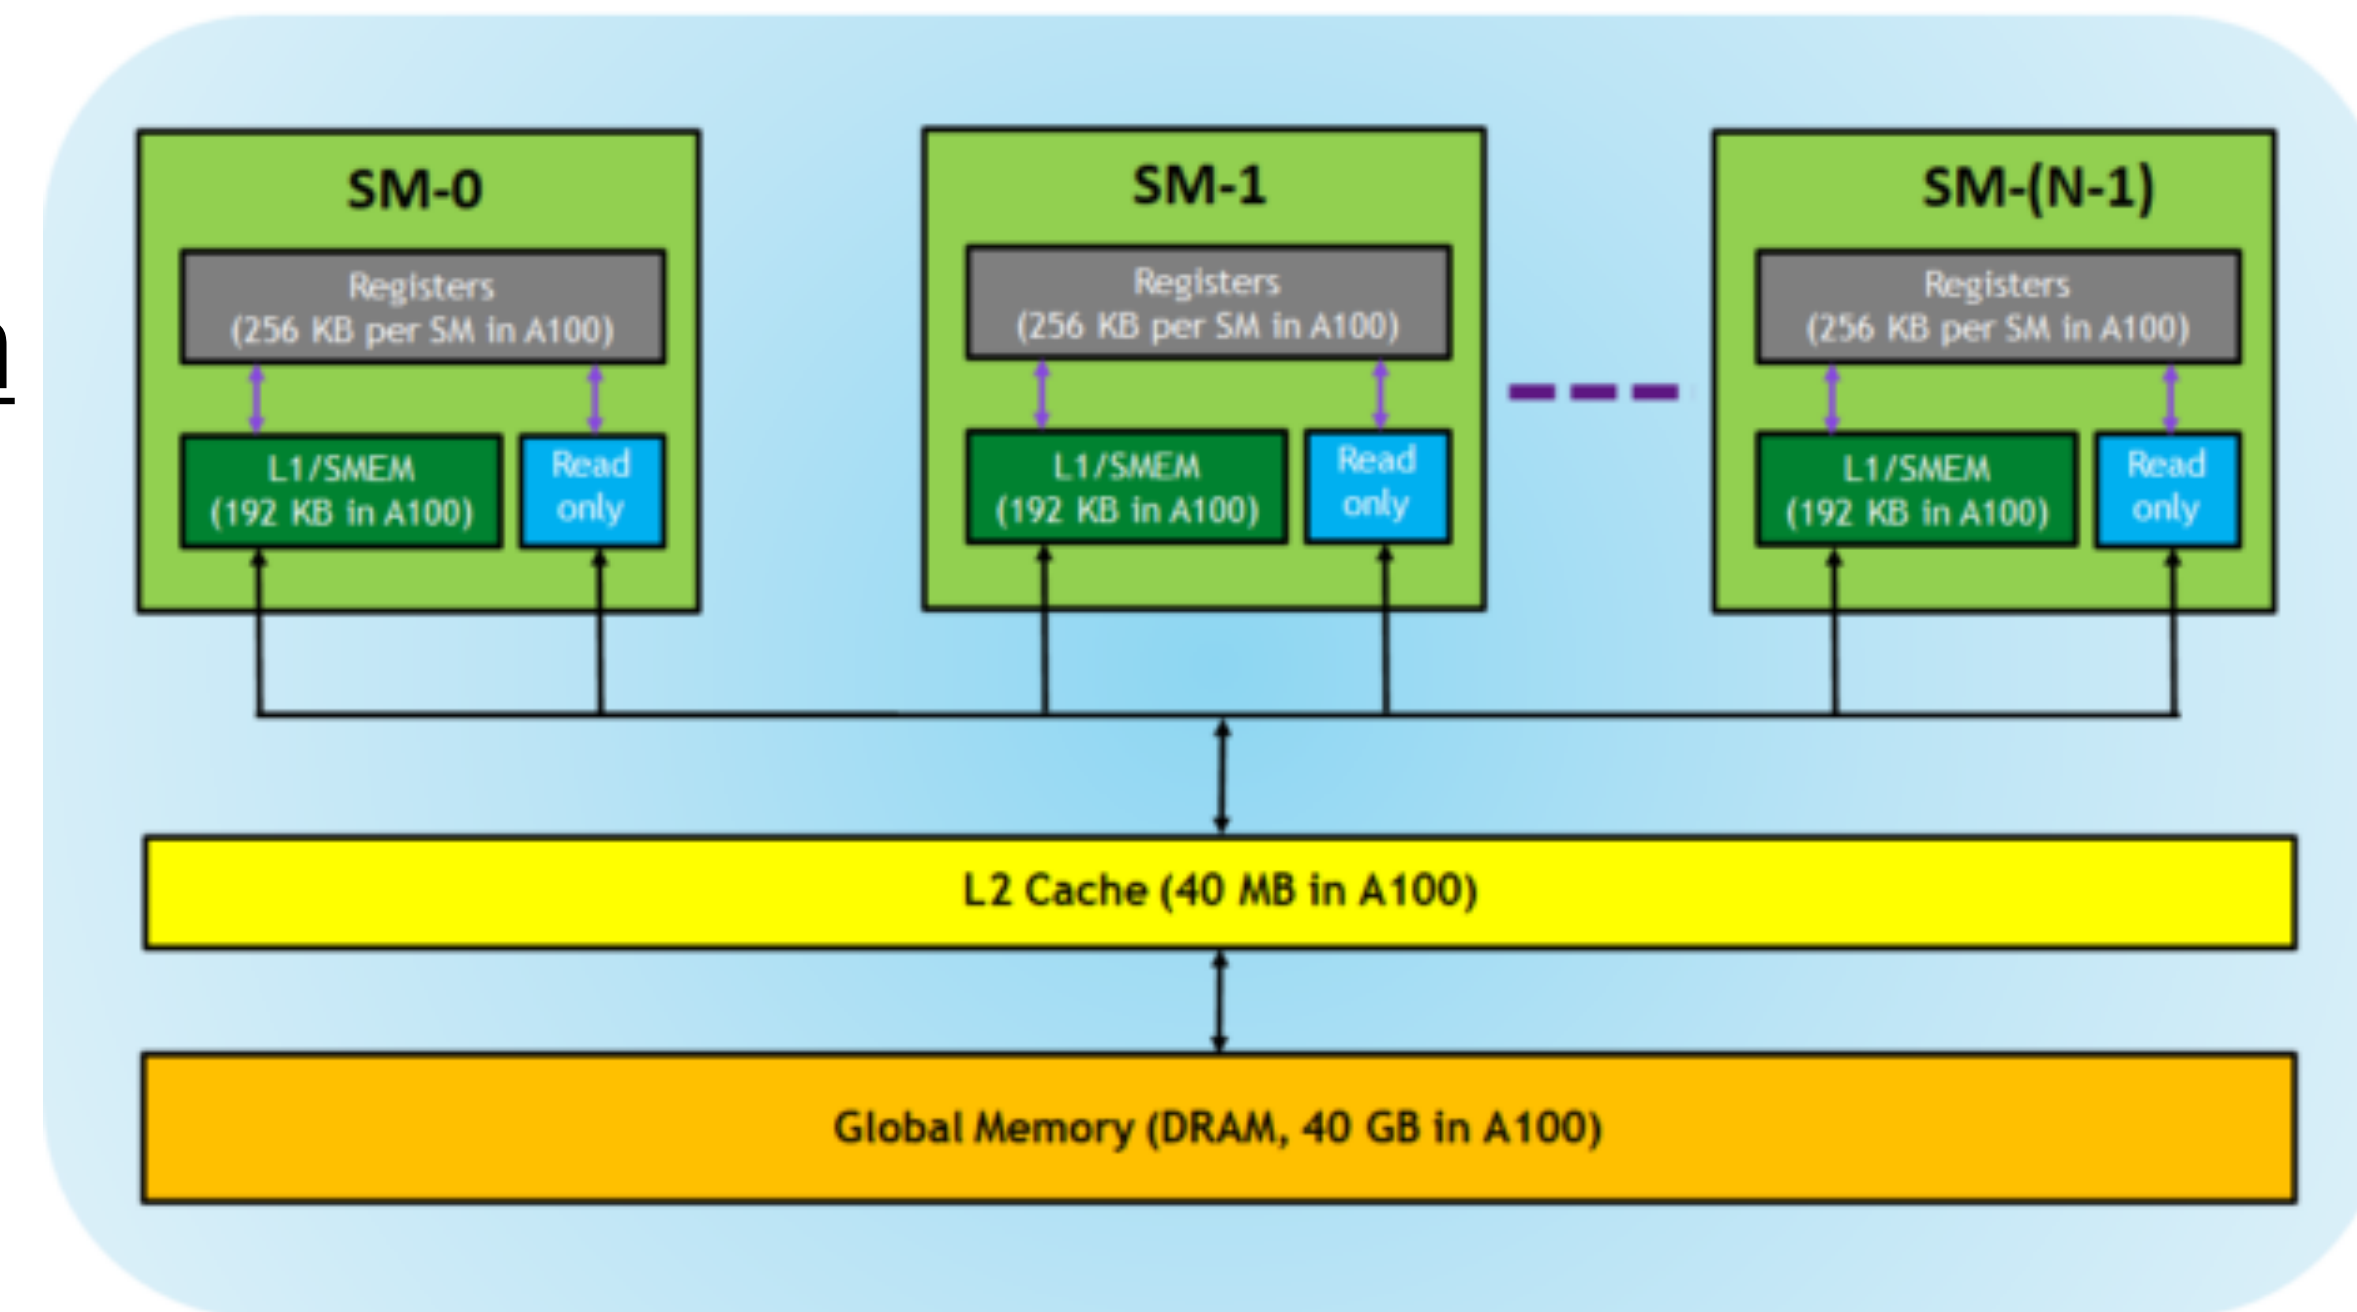 n
SM-0
Registers
(256 KB per SM in A100)
L1/SMEM
(192 KB in A100)
Read
only
SM-1
Registers
(256 KB per SM in A100)
L1/SMEM
(192 KB in A100)
Read
only
SM-(N-1)
Registers
(256 KB per SM in A100)
L1/SMEM
(192 KB in A100)
Read
only
L2 Cache (40 MB in A100)
Global Memory (DRAM, 40 GB in A100)